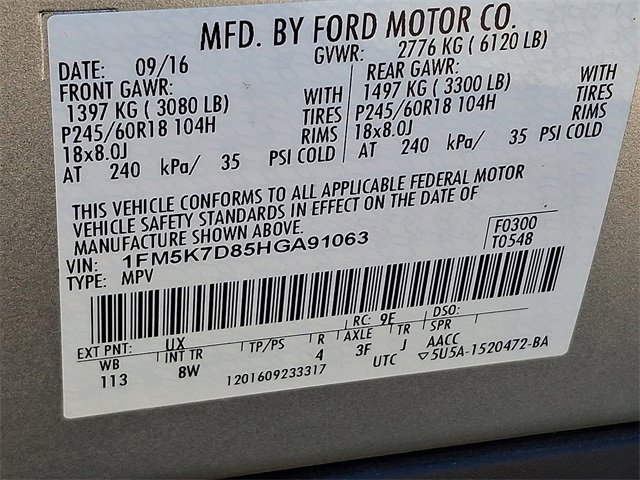 MFD. BY FORD MOTOR CO.
DATE: 09/16 GVWR: 2776 KG ( 6120 LB)
FRONT GAWR: REAR GAWR:
1397 KG ( 3080 LB) WITH 1497 KG ( 3300 LB) WITH
P245/60R18 104H TIRES P245/60R18 104H TIRES
18x8.0J RIMS 18x8.0J RIMS
AT 240 kPa/ 35 PSI COLD AT 240 kPa/ 35 PSI COLD
THIS VEHICLE CONFORMS TO ALL APPLICABLE FEDERAL MOTOR
VEHICLE SAFETY STANDARDS IN EFFECT ON THE DATE OF
MANUFACTURE SHOWN ABOVE.
VIN: 1FM5K7D85HGA91063 F0300
TYPE: MPV T0548
EXT PNT: UX RC: 9F DSO:
WB INT TR TP/PS R AXLE TR SPR
113 8W 4 3F J AACC
1201609233317 UTC ▽5U5A-1520472-BA